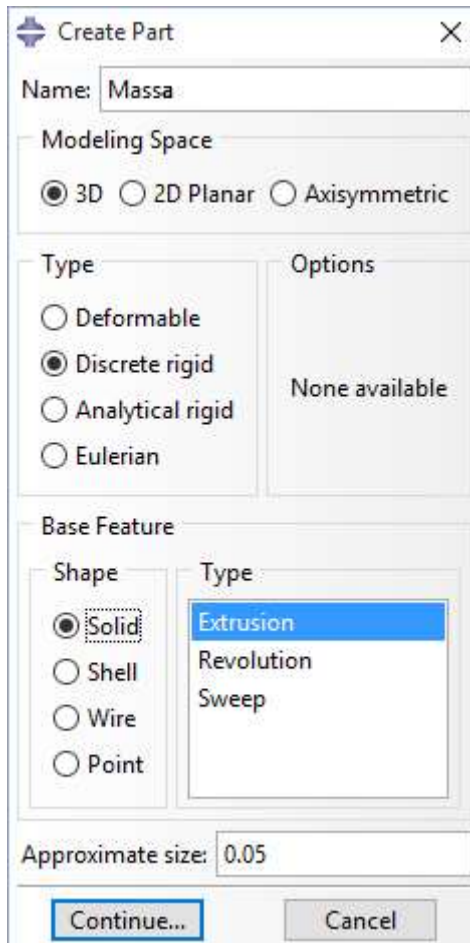 Create Part
Name: Massa
Modeling Space
3D 2D Planar Axisymmetric
Type
Deformable
Discrete rigid
Analytical rigid
Eulerian
Options
None available
Base Feature
Shape
Solid
Shell
Wire
Point
Type
Extrusion
Revolution
Sweep
Approximate size: 0.05
Continue... Cancel